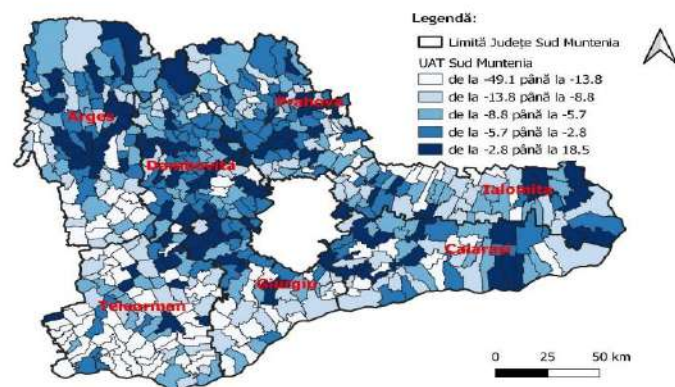 Legendă:
Limită Județe Sud Muntenia
UAT Sud Muntenia
de la -49.1 până la -13.8
de la -13.8 până la -8.8
de la -8.8 până la -5.7
de la -5.7 până la -2.8
de la -2.8 până la 18.5
Prahova
Argeș
Dambovita
Ialomita
Calarasi
Giurgiu
Teleorman
0 25 50 km